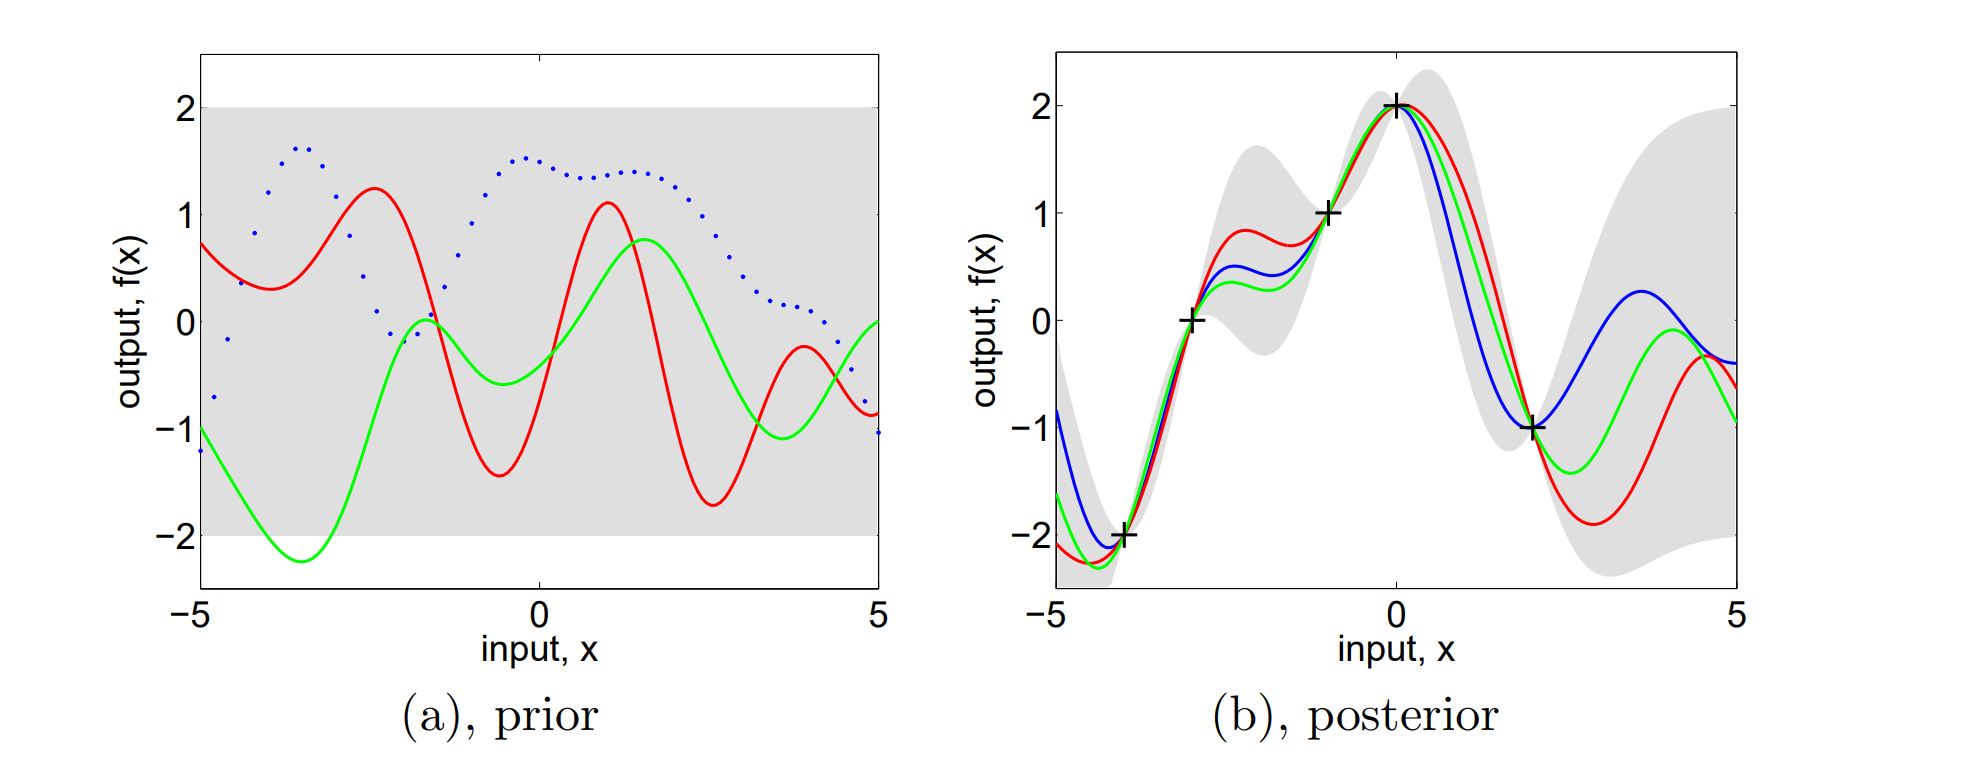 output, f(x)
2
1
0
−1
−2
−5
0
5
input, x
(a), prior
output, f(x)
2
1
0
−1
−2
−5
0
5
input, x
(b), posterior